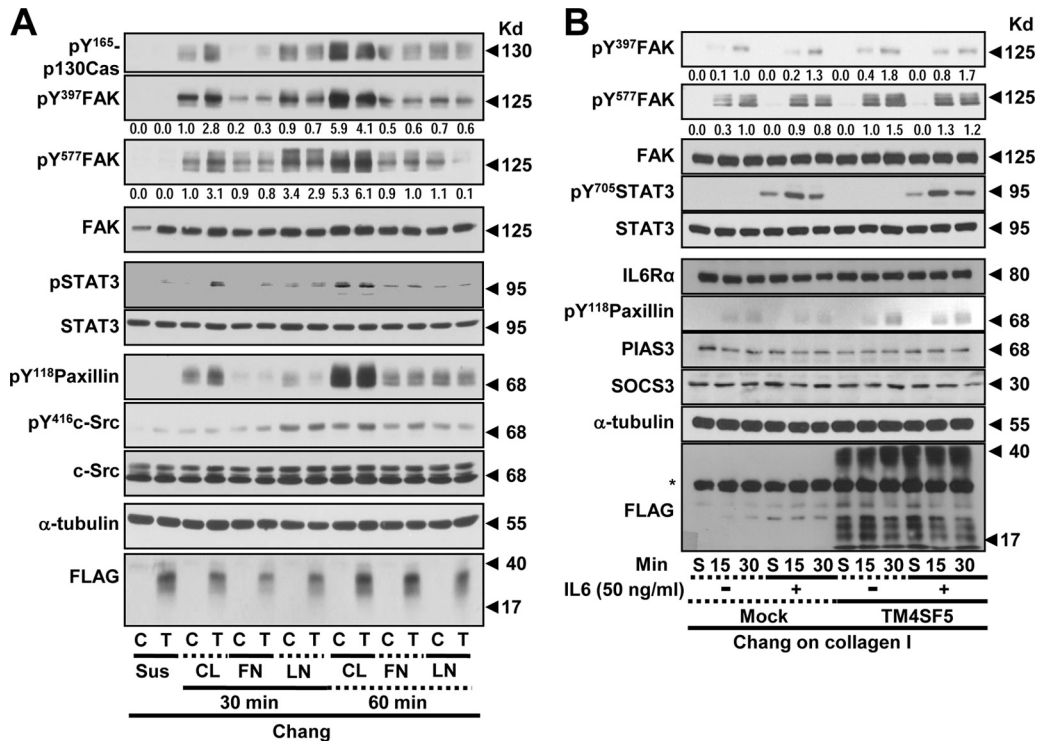 A
Kd
pY165-
p130Cas
130
pY397FAK
125
0.0 0.0 1.0 2.8 0.2 0.3 0.9 0.7 5.9 4.1 0.5 0.6 0.7 0.6
pY577FAK
125
0.0 0.0 1.0 3.1 0.9 0.8 3.4 2.9 5.3 6.1 0.9 1.0 1.1 0.1
FAK
125
pSTAT3
95
STAT3
95
pY118Paxillin
68
pY416c-Src
68
c-Src
68
α-tubulin
55
FLAG
40
17
C T C T C T C T C T C T C T
Sus CL FN LN CL FN LN
30 min 60 min
Chang
B
Kd
pY397FAK
125
0.0 0.1 1.0 0.0 0.2 1.3 0.0 0.4 1.8 0.0 0.8 1.7
pY577FAK
125
0.0 0.3 1.0 0.0 0.9 0.8 0.0 1.0 1.5 0.0 1.3 1.2
FAK
125
pY705STAT3
95
STAT3
95
IL6Rα
80
pY118Paxillin
68
PIAS3
68
SOCS3
30
α-tubulin
55
40
*
FLAG
17
Min S 15 30 S 15 30 S 15 30 S 15 30
IL6 (50 ng/ml) - + - +
Mock TM4SF5
Chang on collagen I